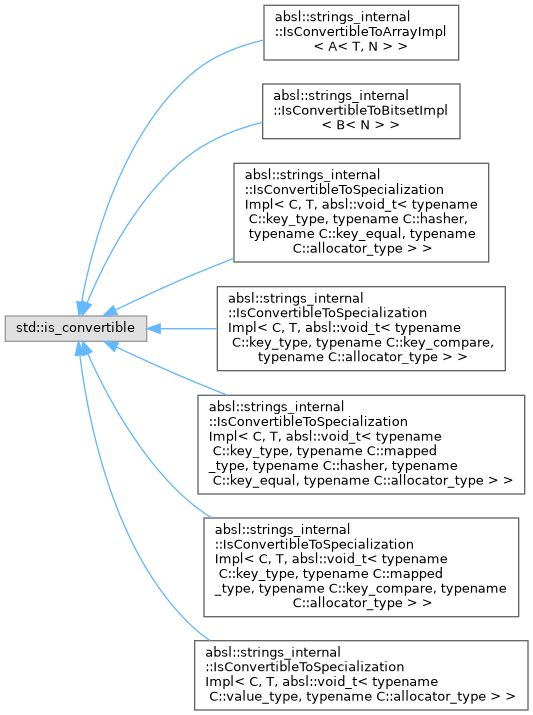 absl::strings_internal
::IsConvertibleToArrayImpl
< A< T, N > >
absl::strings_internal
::IsConvertibleToBitsetImpl
< B< N > >
absl::strings_internal
::IsConvertibleToSpecialization
Impl< C, T, absl::void_t< typename
C::key_type, typename C::hasher,
typename C::key_equal, typename
C::allocator_type > >
std::is_convertible
absl::strings_internal
::IsConvertibleToSpecialization
Impl< C, T, absl::void_t< typename
C::key_type, typename C::key_compare,
typename C::allocator_type > >
absl::strings_internal
::IsConvertibleToSpecialization
Impl< C, T, absl::void_t< typename
C::key_type, typename C::mapped
_type, typename C::hasher, typename
C::key_equal, typename C::allocator_type > >
absl::strings_internal
::IsConvertibleToSpecialization
Impl< C, T, absl::void_t< typename
C::key_type, typename C::mapped
_type, typename C::key_compare, typename
C::allocator_type > >
absl::strings_internal
::IsConvertibleToSpecialization
Impl< C, T, absl::void_t< typename
C::value_type, typename C::allocator_type > >